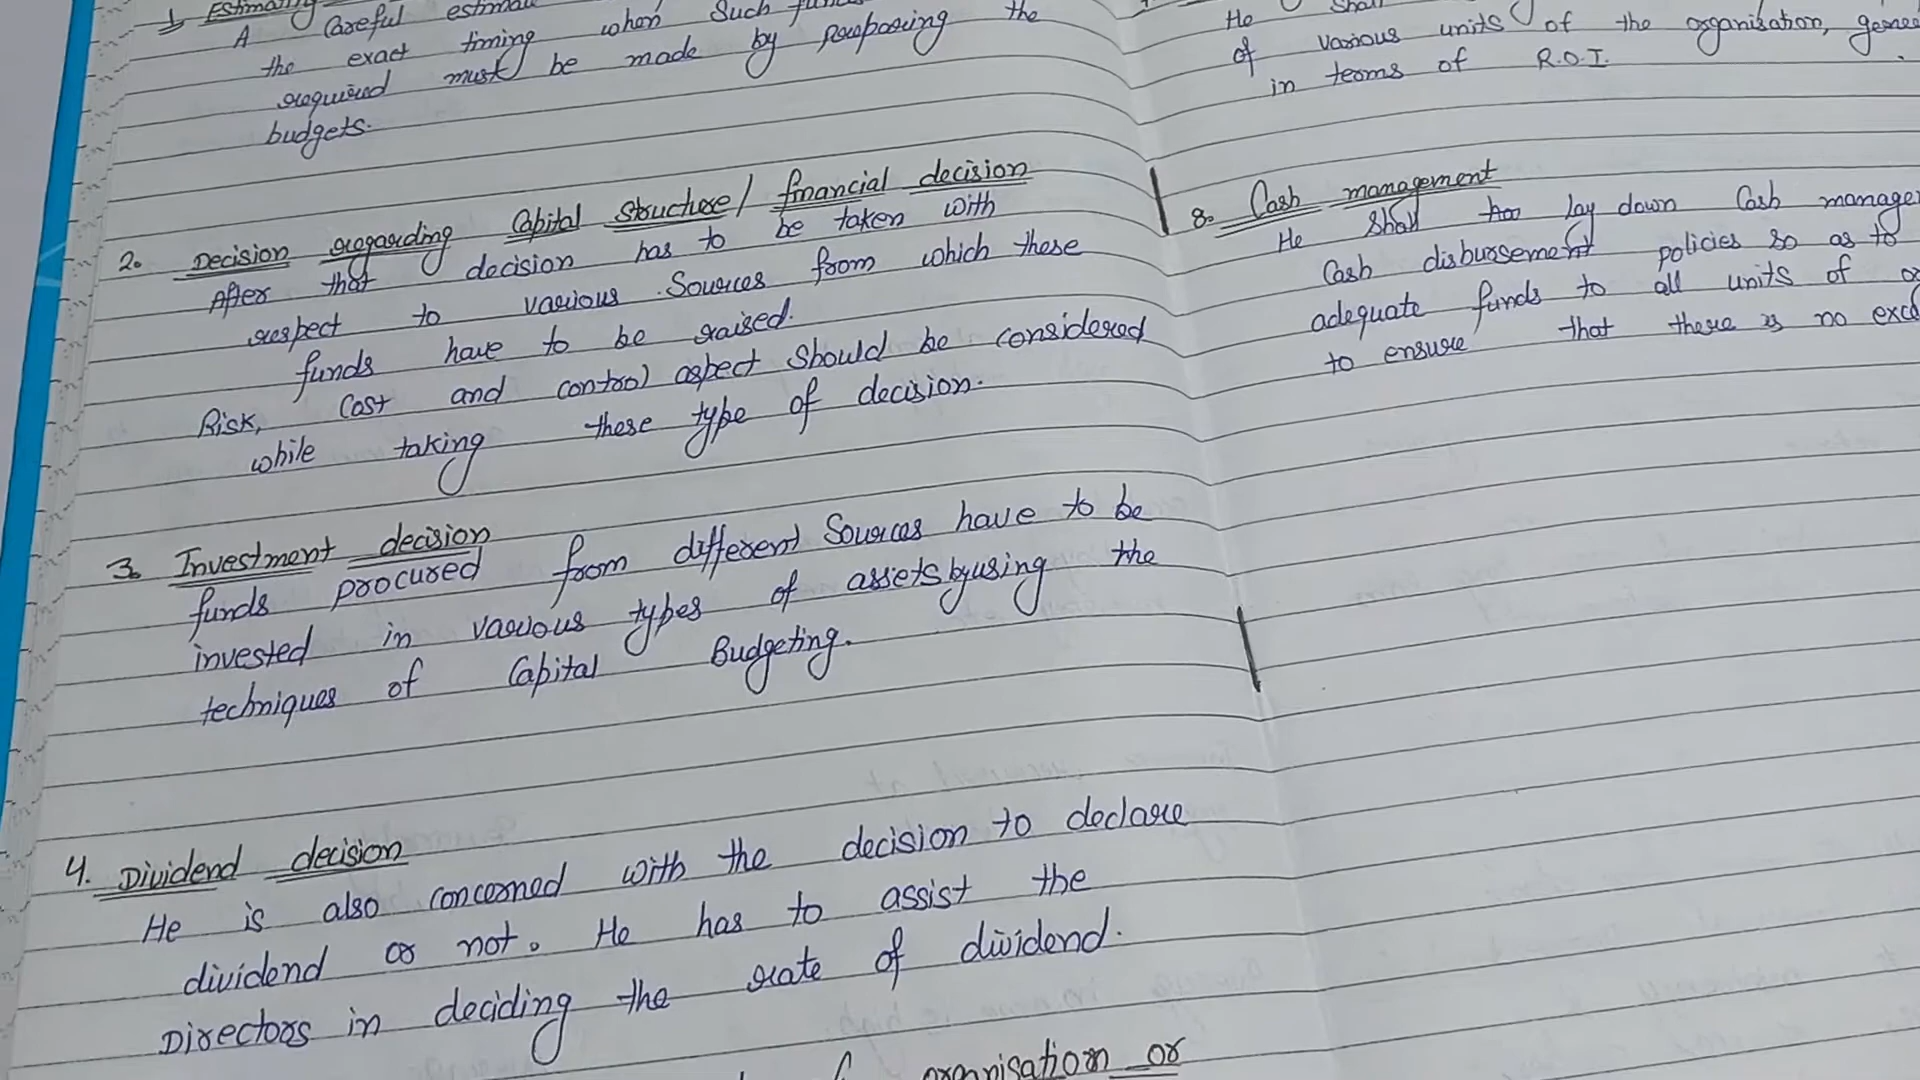 1. Estimating
A Careful estimate
the exact timing when Such funds
required must be made by preparing the
budgets.
2. Decision regarding Capital Structure/ financial decision
After that decision has to be taken with
respect to various Sources from which these
funds have to be raised.
Risk, Cost and control aspect Should be considered
while taking these type of decision.
3. Investment decision
funds procured from different Sources have to be
invested in various types of assets by using the
techniques of Capital Budgeting.
4. Dividend decision
He is also concerned with the decision to declare
dividend or not. He has to assist the
Directors in deciding the rate of dividend.
organisation or
He Shall
of various units of the organisation,
in terms of R.O.I.
8. Cash management
He Shall lay down Cash
Cash disbursement policies so as to
adequate funds to all units of
to ensure that there is no